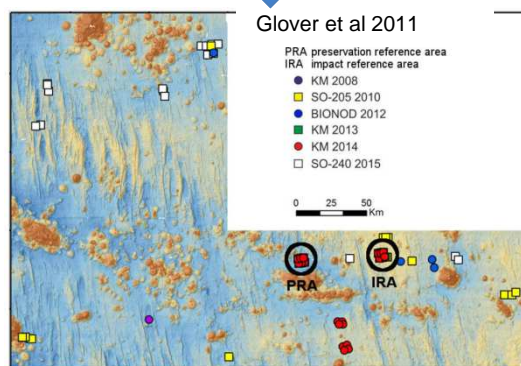 Glover et al 2011
PRA preservation reference area
IRA impact reference area
KM 2008
SO-205 2010
BIONOD 2012
KM 2013
KM 2014
SO-240 2015
0 25 50
Km
PRA
IRA